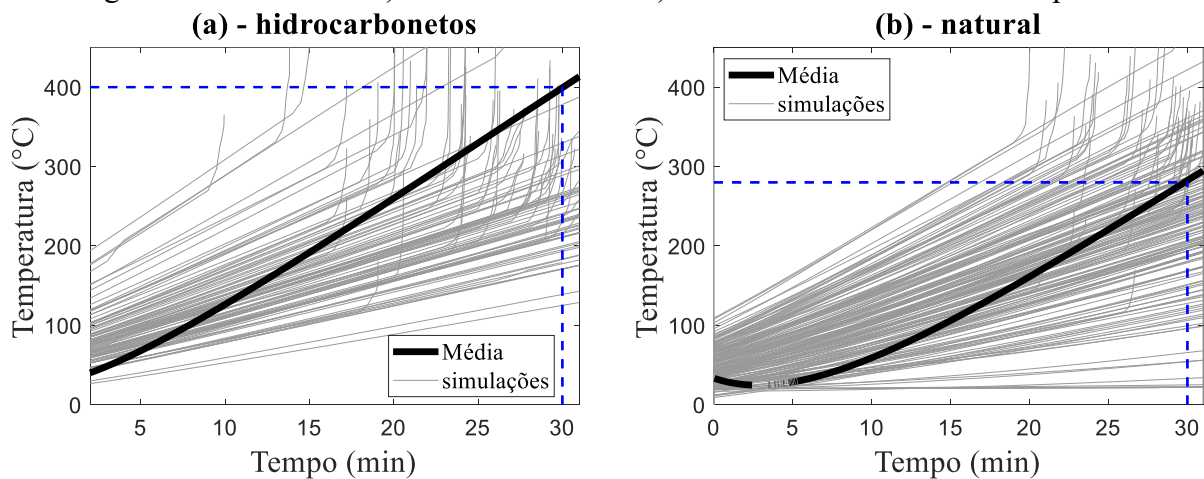 (a) - hidrocarbonetos
(b) - natural
Temperatura (°C)
400
300
200
100
0
5
10
15
20
25
30
Tempo (min)
Média
simulações
Temperatura (°C)
400
300
200
100
0
0
5
10
15
20
25
30
Tempo (min)
Média
simulações